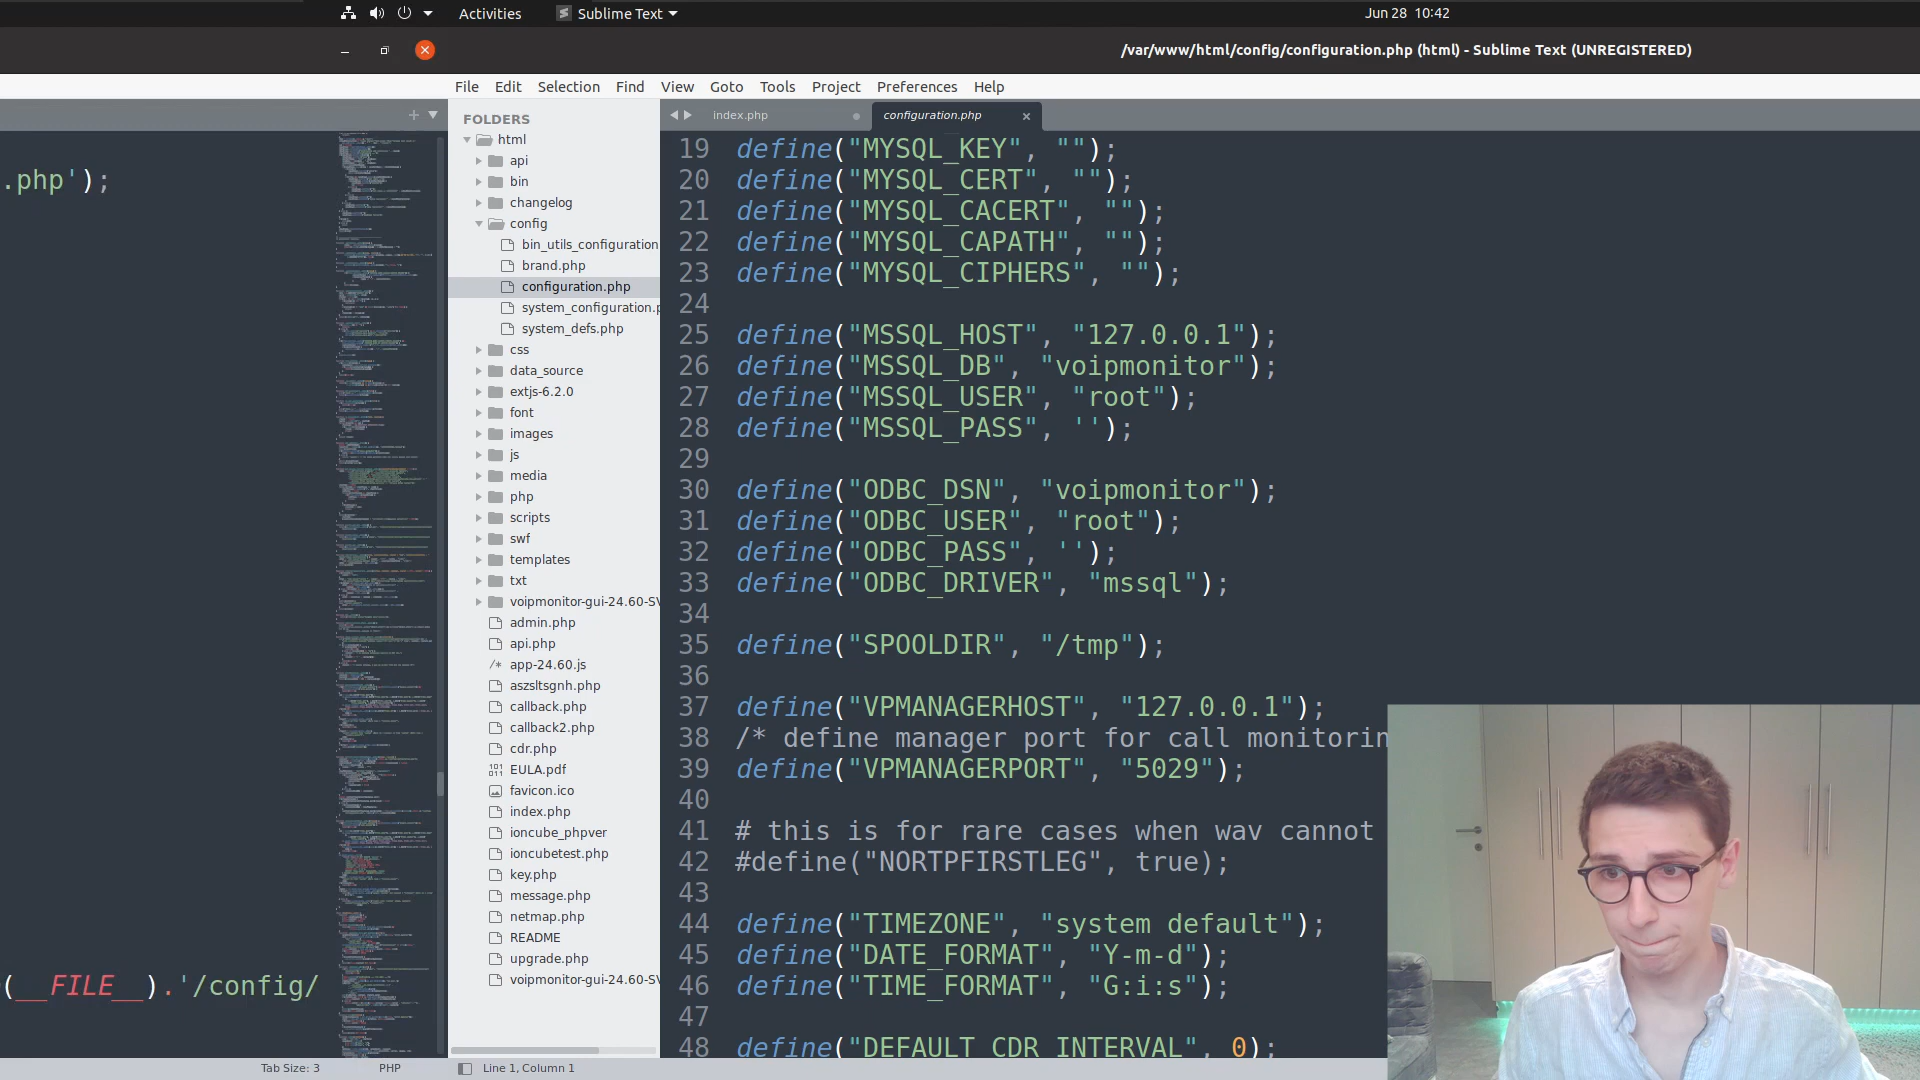 Activities
Sublime Text
Jun 28 10:42
/var/www/html/config/configuration.php (html) - Sublime Text (UNREGISTERED)
File Edit Selection Find View Goto Tools Project Preferences Help
.php');
(__FILE__).'/config/
FOLDERS
html
api
bin
changelog
config
bin_utils_configuration
brand.php
configuration.php
system_configuration.p
system_defs.php
css
data_source
extjs-6.2.0
font
images
js
media
php
scripts
swf
templates
txt
voipmonitor-gui-24.60-SV
admin.php
api.php
/* app-24.60.js
aszsltsgnh.php
callback.php
callback2.php
cdr.php
EULA.pdf
favicon.ico
index.php
ioncube_phpver
ioncubetest.php
key.php
message.php
netmap.php
README
upgrade.php
voipmonitor-gui-24.60-SV
index.php
configuration.php
19 define("MYSQL_KEY", "");
20 define("MYSQL_CERT", "");
21 define("MYSQL_CACERT", "");
22 define("MYSQL_CAPATH", "");
23 define("MYSQL_CIPHERS", "");
24
25 define("MSSQL_HOST", "127.0.0.1");
26 define("MSSQL_DB", "voipmonitor");
27 define("MSSQL_USER", "root");
28 define("MSSQL_PASS", '');
29
30 define("ODBC_DSN", "voipmonitor");
31 define("ODBC_USER", "root");
32 define("ODBC_PASS", '');
33 define("ODBC_DRIVER", "mssql");
34
35 define("SPOOLDIR", "/tmp");
36
37 define("VPMANAGERHOST", "127.0.0.1");
38 /* define manager port for call monitorin
39 define("VPMANAGERPORT", "5029");
40
41 # this is for rare cases when wav cannot
42 #define("NORTPFIRSTLEG", true);
43
44 define("TIMEZONE", "system default");
45 define("DATE_FORMAT", "Y-m-d");
46 define("TIME_FORMAT", "G:i:s");
47
48 define("DEFAULT_CDR_INTERVAL", 0);
Tab Size: 3
PHP
Line 1, Column 1